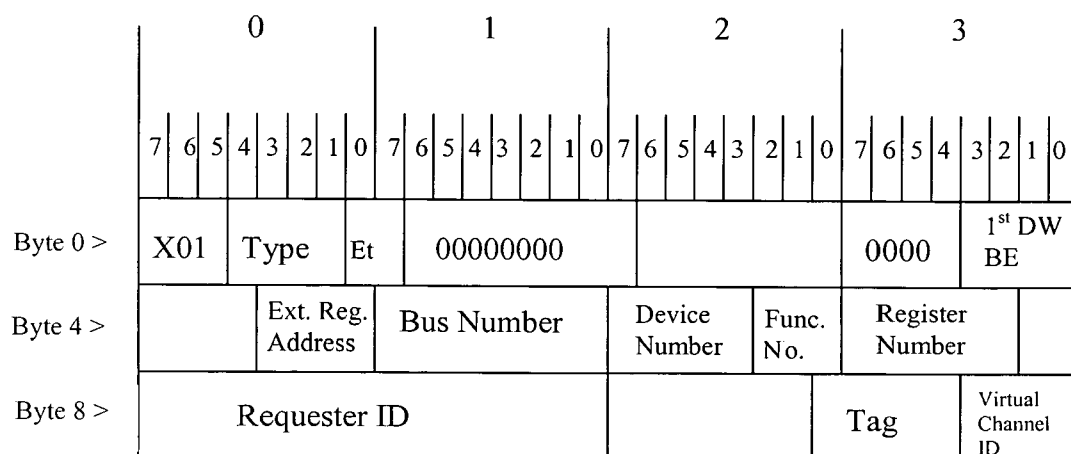 0 1 2 3
7 6 5 4 3 2 1 0 7 6 5 4 3 2 1 0 7 6 5 4 3 2 1 0 7 6 5 4 3 2 1 0
Byte 0 > X01 Type Et 00000000 0000 1st DW
BE
Byte 4 > Ext. Reg. Bus Number Device Func. Register
Address Number No. Number
Byte 8 > Requester ID Tag Virtual
Channel
ID